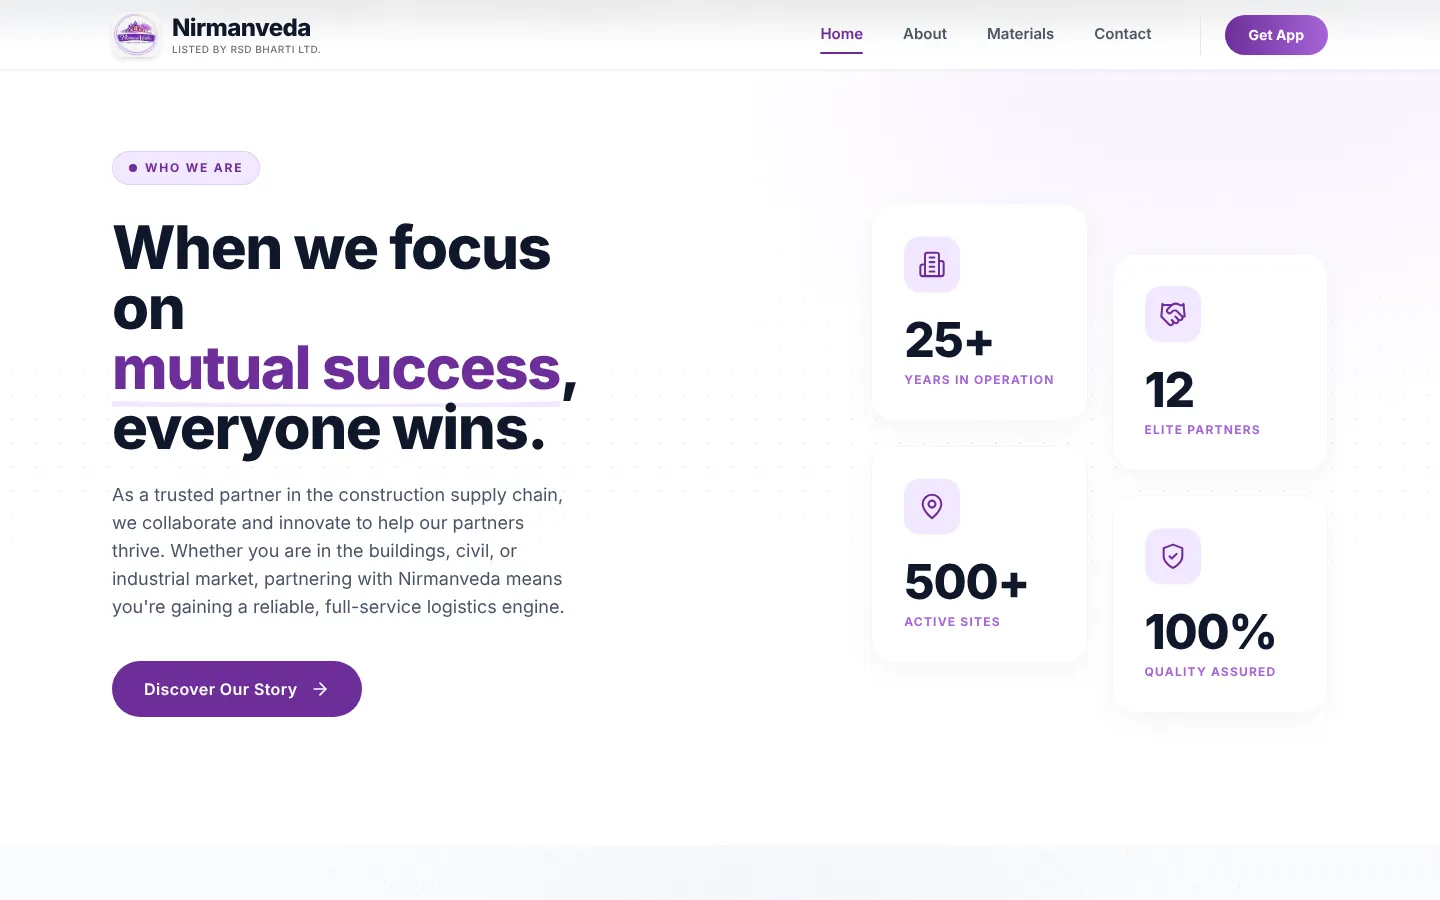 Nirmanveda
LISTED BY RSD BHARTI LTD.
Home
About
Materials
Contact
Get App
WHO WE ARE
When we focus
on
mutual success,
everyone wins.
As a trusted partner in the construction supply chain,
we collaborate and innovate to help our partners
thrive. Whether you are in the buildings, civil, or
industrial market, partnering with Nirmanveda means
you're gaining a reliable, full-service logistics engine.
Discover Our Story
25+
YEARS IN OPERATION
12
ELITE PARTNERS
500+
ACTIVE SITES
100%
QUALITY ASSURED